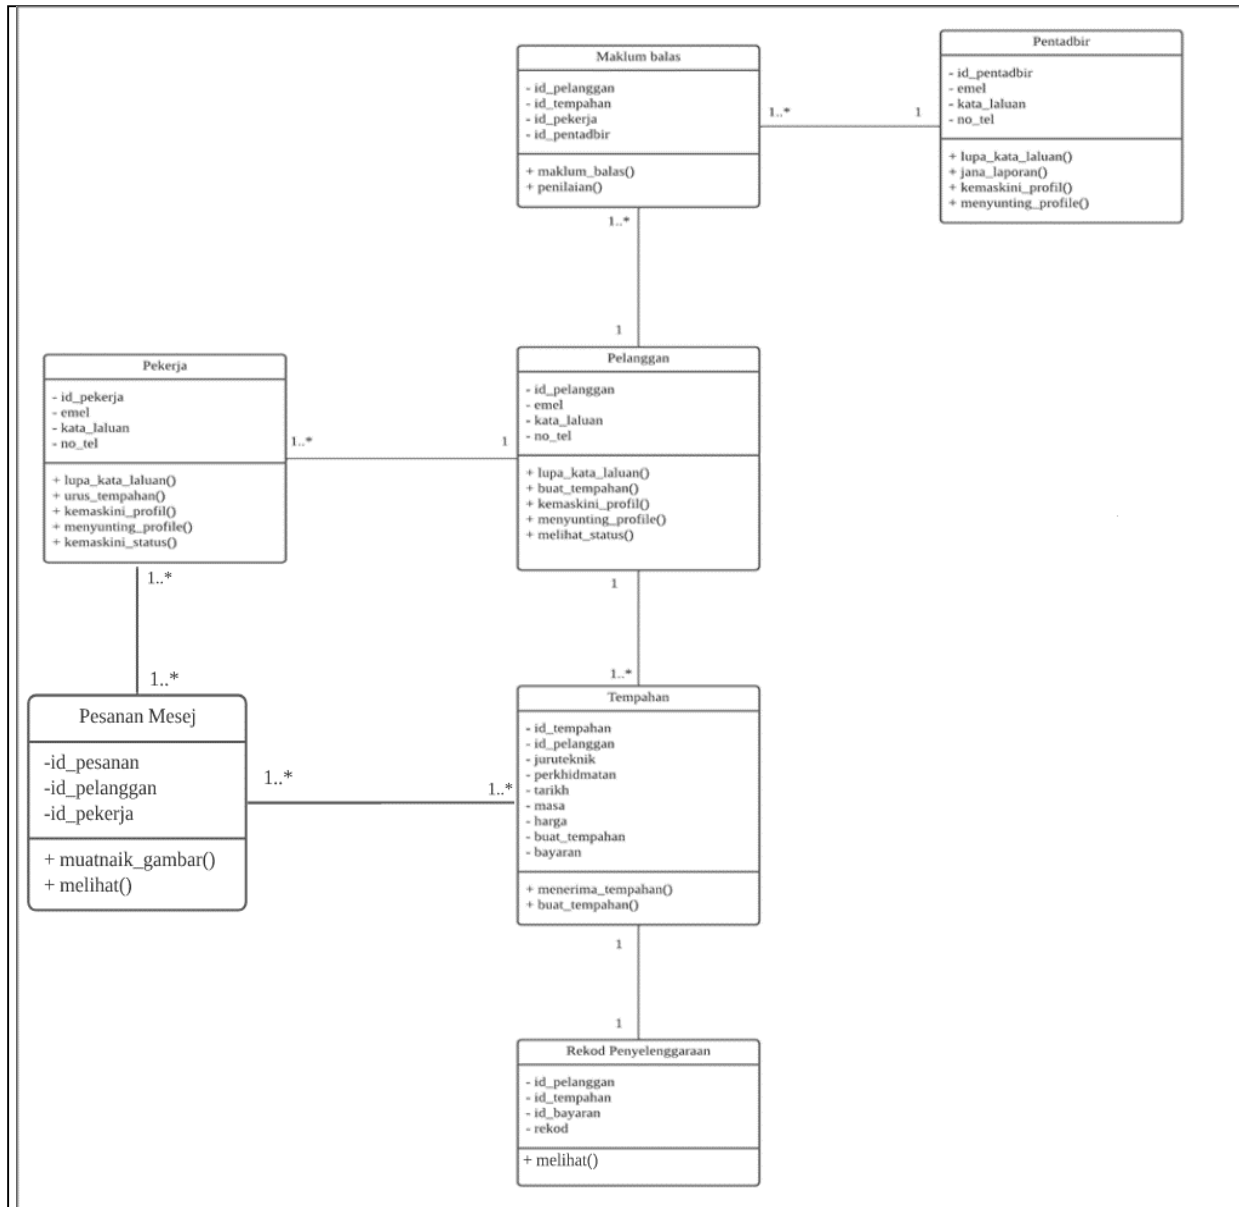 Maklum balas
- id_pelanggan
- id_tempahan
- id_pekerja
- id_pentadbir
+ maklum_balas()
+ penilaian()
1..*
1
Pentadbir
- id_pentadbir
- emel
- kata_laluan
- no_tel
+ lupa_kata_laluan()
+ jana_laporan()
+ kemaskini_profil()
+ menyunting_profile()
1..*
1
Pekerja
- id_pekerja
- emel
- kata_laluan
- no_tel
+ lupa_kata_laluan()
+ urus_tempahan()
+ kemaskini_profil()
+ menyunting_profile()
+ kemaskini_status()
1..*
1
Pelanggan
- id_pelanggan
- emel
- kata_laluan
- no_tel
+ lupa_kata_laluan()
+ buat_tempahan()
+ kemaskini_profil()
+ menyunting_profile()
+ melihat_status()
1..*
1..*
1
1..*
Pesanan Mesej
-id_pesanan
-id_pelanggan
-id_pekerja
+ muatnaik_gambar()
+ melihat()
1..*
1..*
Tempahan
- id_tempahan
- id_pelanggan
- juruteknik
- perkhidmatan
- tarikh
- masa
- harga
- buat_tempahan
- bayaran
+ menerima_tempahan()
+ buat_tempahan()
1
1
Rekod Penyelenggaraan
- id_pelanggan
- id_tempahan
- id_bayaran
- rekod
+ melihat()